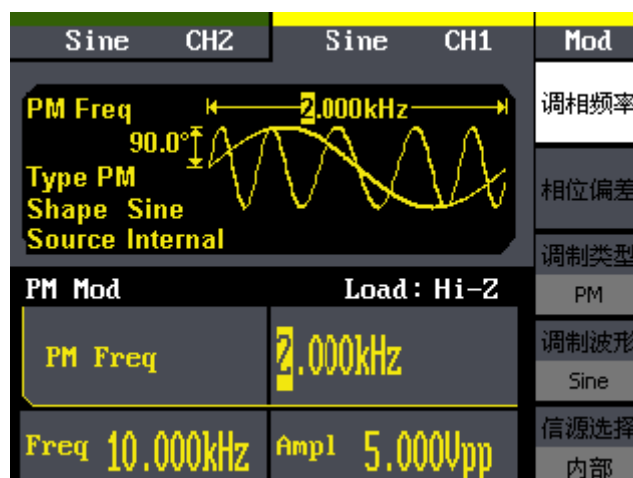 Sine CH2 Sine CH1 Mod
PM Freq 2.000kHz
90.0°
Type PM
Shape Sine
Source Internal
PM Mod Load: Hi-Z
PM Freq 2.000kHz
Freq 10.000kHz Ampl 5.000Vpp
调相频率
相位偏差
调制类型
PM
调制波形
Sine
信源选择
内部